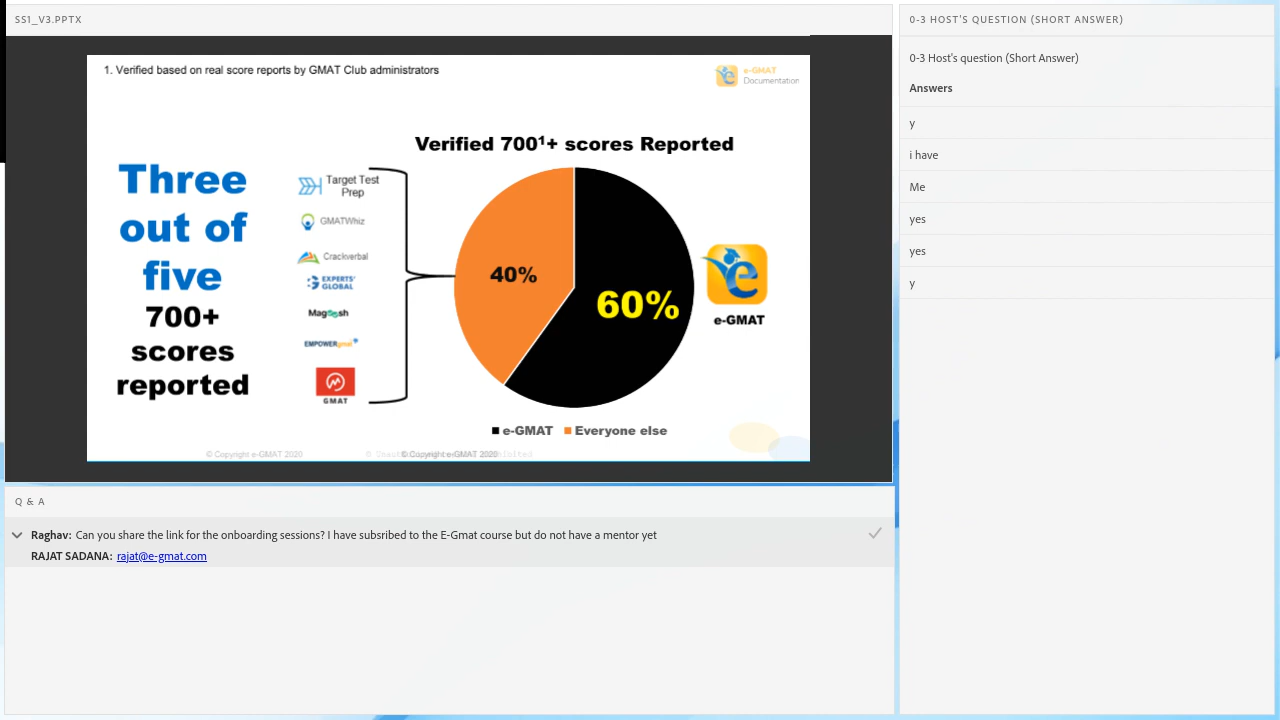 SS1_V3.PPTX
1. Verified based on real score reports by GMAT Club administrators
e-GMAT
Documentation
Verified 700¹+ scores Reported
Three
out of
five
700+
scores
reported
Target Test
Prep
GMATWhiz
Crackverbal
EXPERTS'
GLOBAL
Magoosh
EMPOWERgmat
GMAT
40%
60%
e-GMAT
e-GMAT Everyone else
© Copyright e-GMAT 2020
© Copyright e-GMAT 2020
Q & A
Raghav: Can you share the link for the onboarding sessions? I have subsribed to the E-Gmat course but do not have a mentor yet
RAJAT SADANA: rajat@e-gmat.com
0-3 HOST'S QUESTION (SHORT ANSWER)
0-3 Host's question (Short Answer)
Answers
y
i have
Me
yes
yes
y